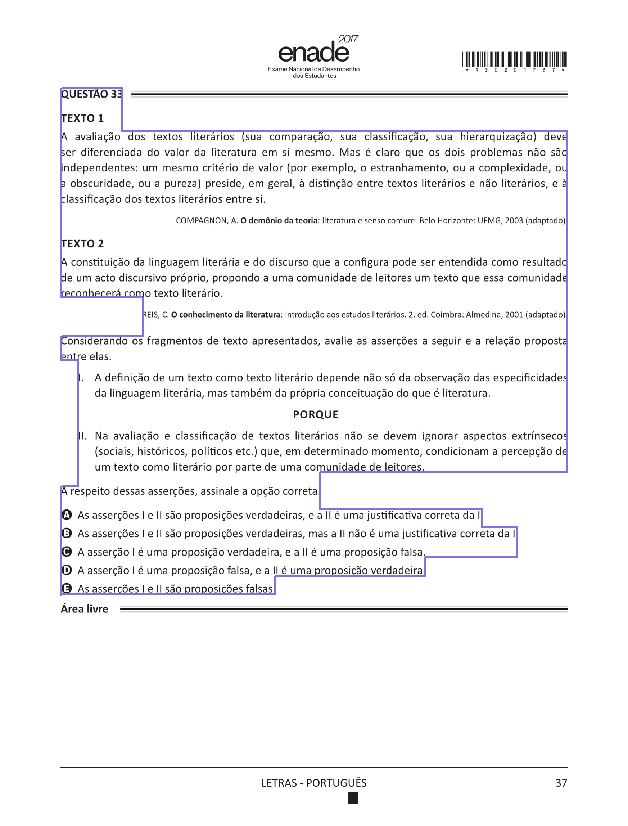 enade 2017
Exame Nacional de Desempenho
dos Estudantes
QUESTÃO 33
TEXTO 1
A avaliação dos textos literários (sua comparação, sua classificação, sua hierarquização) deve
ser diferenciada do valor da literatura em si mesmo. Mas é claro que os dois problemas não são
independentes: um mesmo critério de valor (por exemplo, o estranhamento, ou a complexidade, ou
a obscuridade, ou a pureza) preside, em geral, à distinção entre textos literários e não literários, e à
classificação dos textos literários entre si.
COMPAGNON, A. O demônio da teoria: literatura e senso comum. Belo Horizonte: UFMG, 2003 (adaptado).
TEXTO 2
A constituição da linguagem literária e do discurso que a configura pode ser entendida como resultado
de um acto discursivo próprio, propondo a uma comunidade de leitores um texto que essa comunidade
reconhecerá como texto literário.
REIS, C. O conhecimento da literatura: introdução aos estudos literários. 2. ed. Coimbra: Almedina, 2001 (adaptado).
Considerando os fragmentos de texto apresentados, avalie as asserções a seguir e a relação proposta
entre elas.
I. A definição de um texto como texto literário depende não só da observação das especificidades
da linguagem literária, mas também da própria conceituação do que é literatura.
PORQUE
II. Na avaliação e classificação de textos literários não se devem ignorar aspectos extrínsecos
(sociais, históricos, políticos etc.) que, em determinado momento, condicionam a percepção de
um texto como literário por parte de uma comunidade de leitores.
A respeito dessas asserções, assinale a opção correta.
A As asserções I e II são proposições verdadeiras, e a II é uma justificativa correta da I.
B As asserções I e II são proposições verdadeiras, mas a II não é uma justificativa correta da I.
C A asserção I é uma proposição verdadeira, e a II é uma proposição falsa.
D A asserção I é uma proposição falsa, e a II é uma proposição verdadeira.
E As asserções I e II são proposições falsas.
Área livre
LETRAS - PORTUGUÊS 37